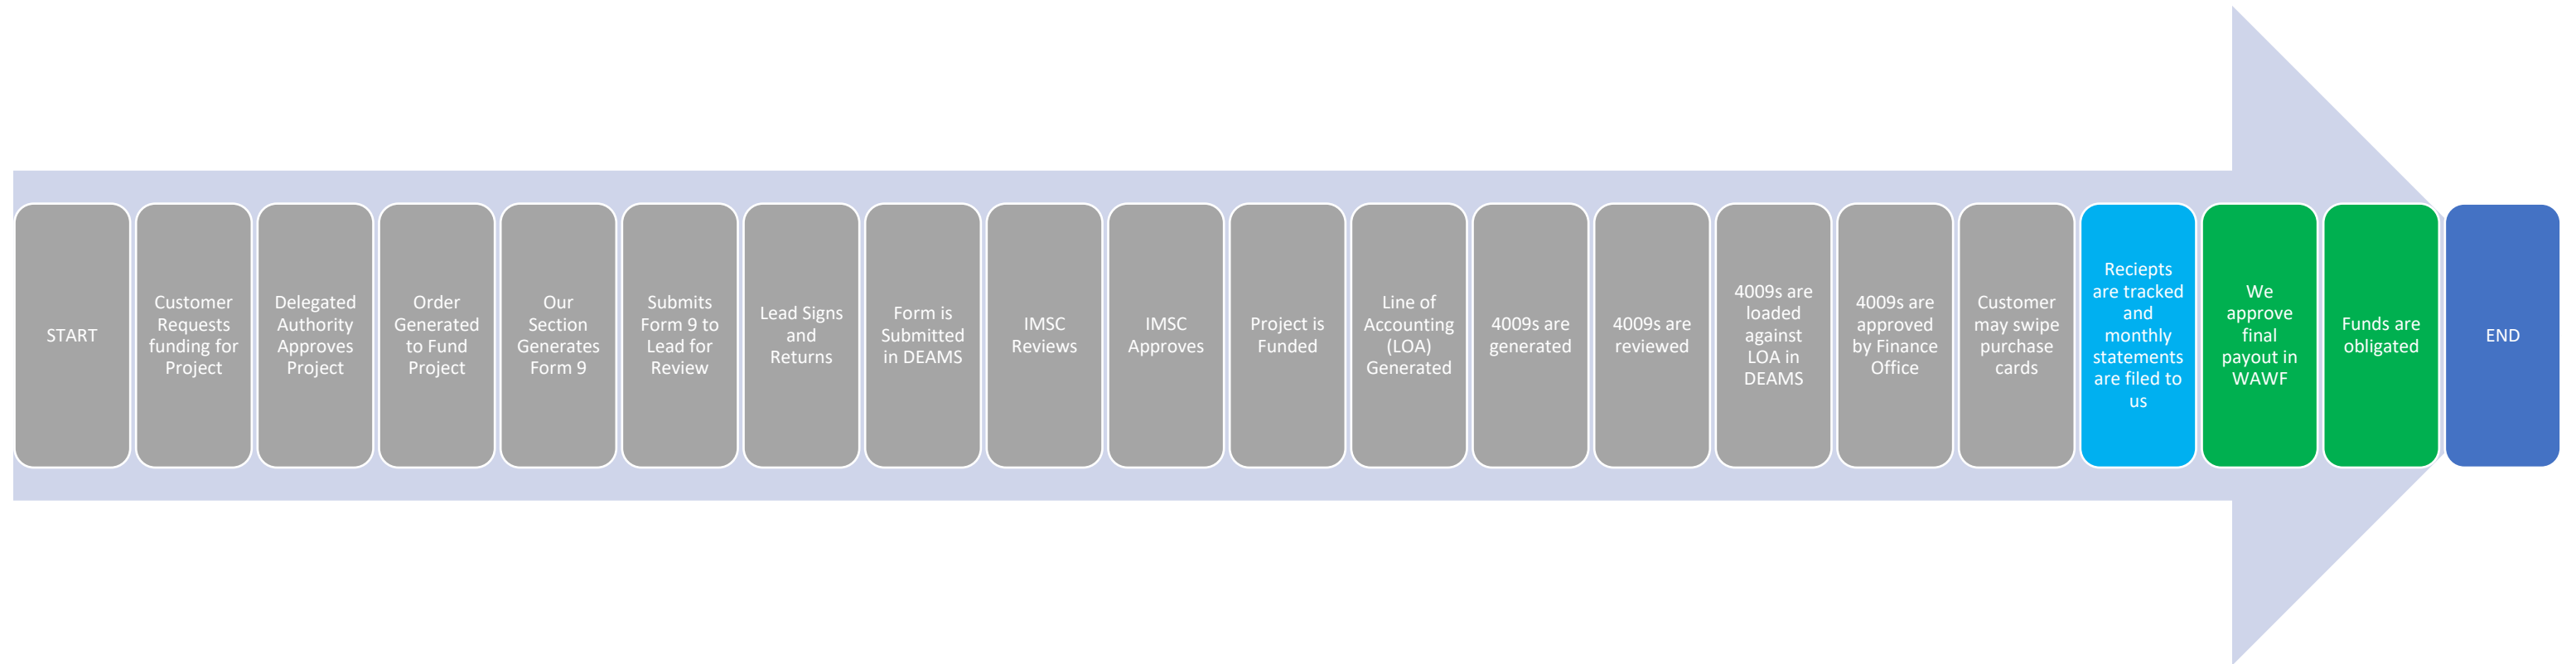 START
Customer
Requests
funding for
Project
Delegated
Authority
Approves
Project
Order
Generated
to Fund
Project
Our
Section
Generates
Form 9
Submits
Form 9 to
Lead for
Review
Lead Signs
and
Returns
Form is
Submitted
in DEAMS
IMSC
Reviews
IMSC
Approves
Project is
Funded
Line of
Accounting
(LOA)
Generated
4009s are
generated
4009s are
reviewed
4009s are
loaded
against
LOA in
DEAMS
4009s are
approved
by Finance
Office
Customer
may swipe
purchase
cards
Reciepts
are tracked
and
monthly
statements
are filed to
us
We
approve
final
payout in
WAWF
Funds are
obligated
END